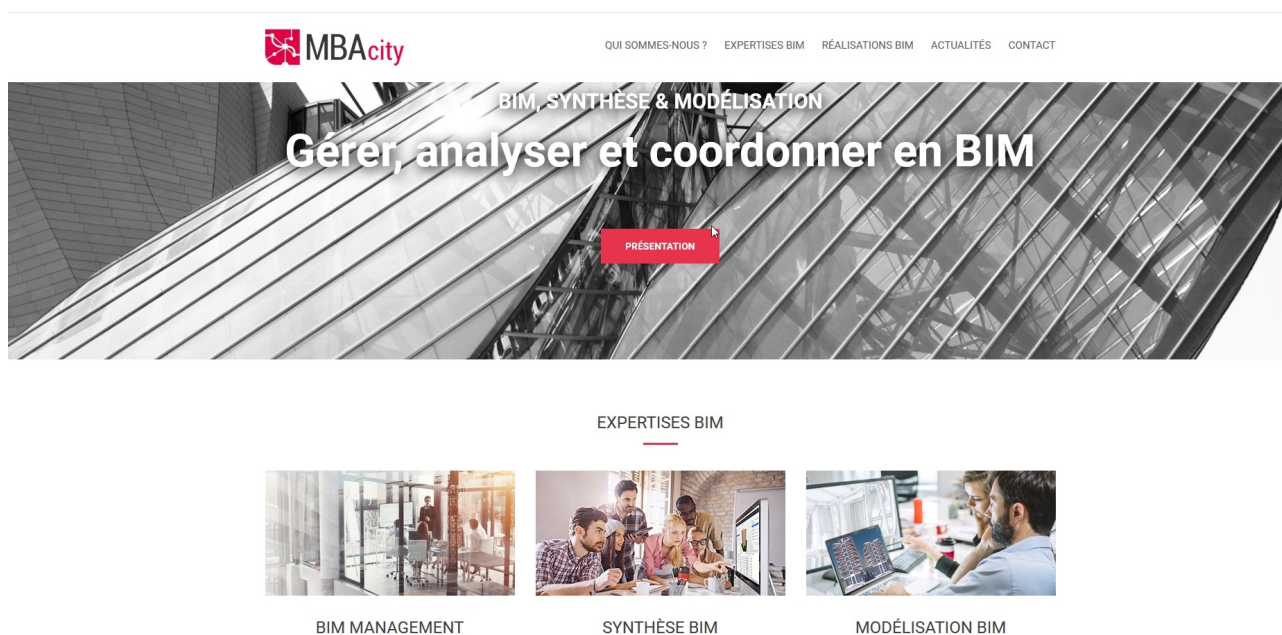 MBAcity
QUI SOMMES-NOUS ? EXPERTISES BIM RÉALISATIONS BIM ACTUALITÉS CONTACT
BIM, SYNTHÈSE & MODÉLISATION
Gérer, analyser et coordonner en BIM
PRÉSENTATION
EXPERTISES BIM
BIM MANAGEMENT SYNTHÈSE BIM MODÉLISATION BIM